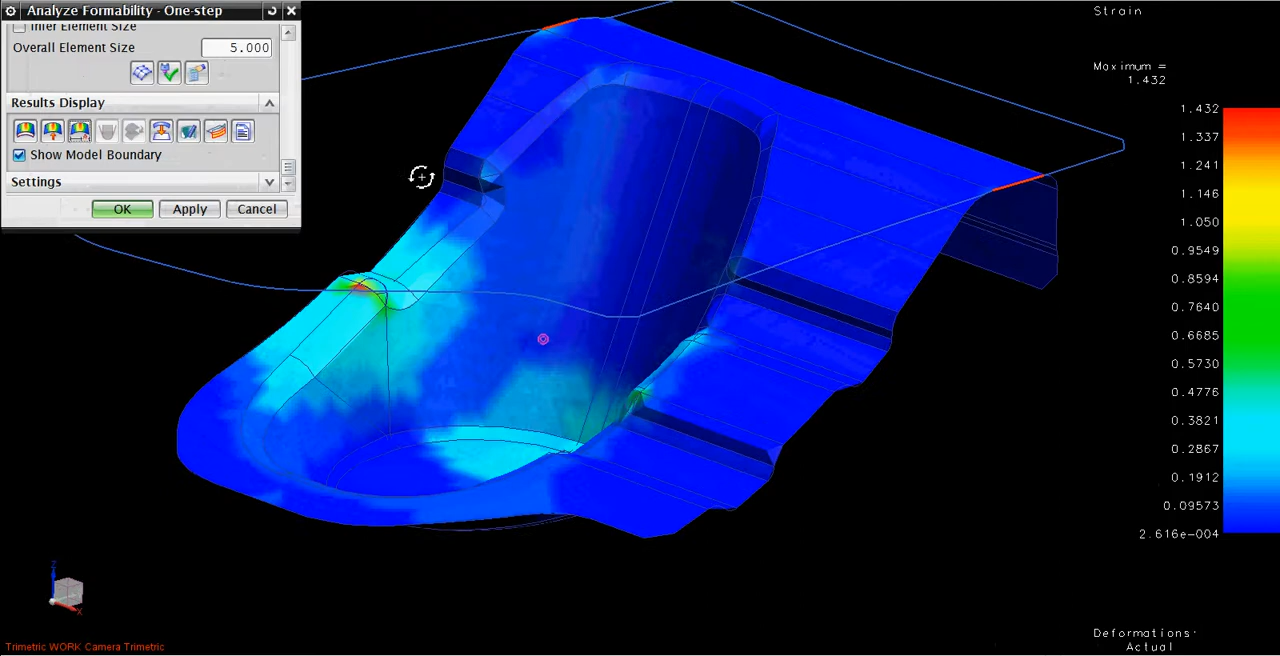 Analyze Formability - One-step
Infer Element Size
Overall Element Size 5.000
Results Display
Show Model Boundary
Settings
OK Apply Cancel
Strain
Maximum =
1.432
1.432
1.337
1.241
1.146
1.050
0.9549
0.8594
0.7640
0.6685
0.5730
0.4776
0.3821
0.2867
0.1912
0.09573
2.616e-004
Z
X
Trimetric WORK Camera Trimetric
Deformations:
Actual